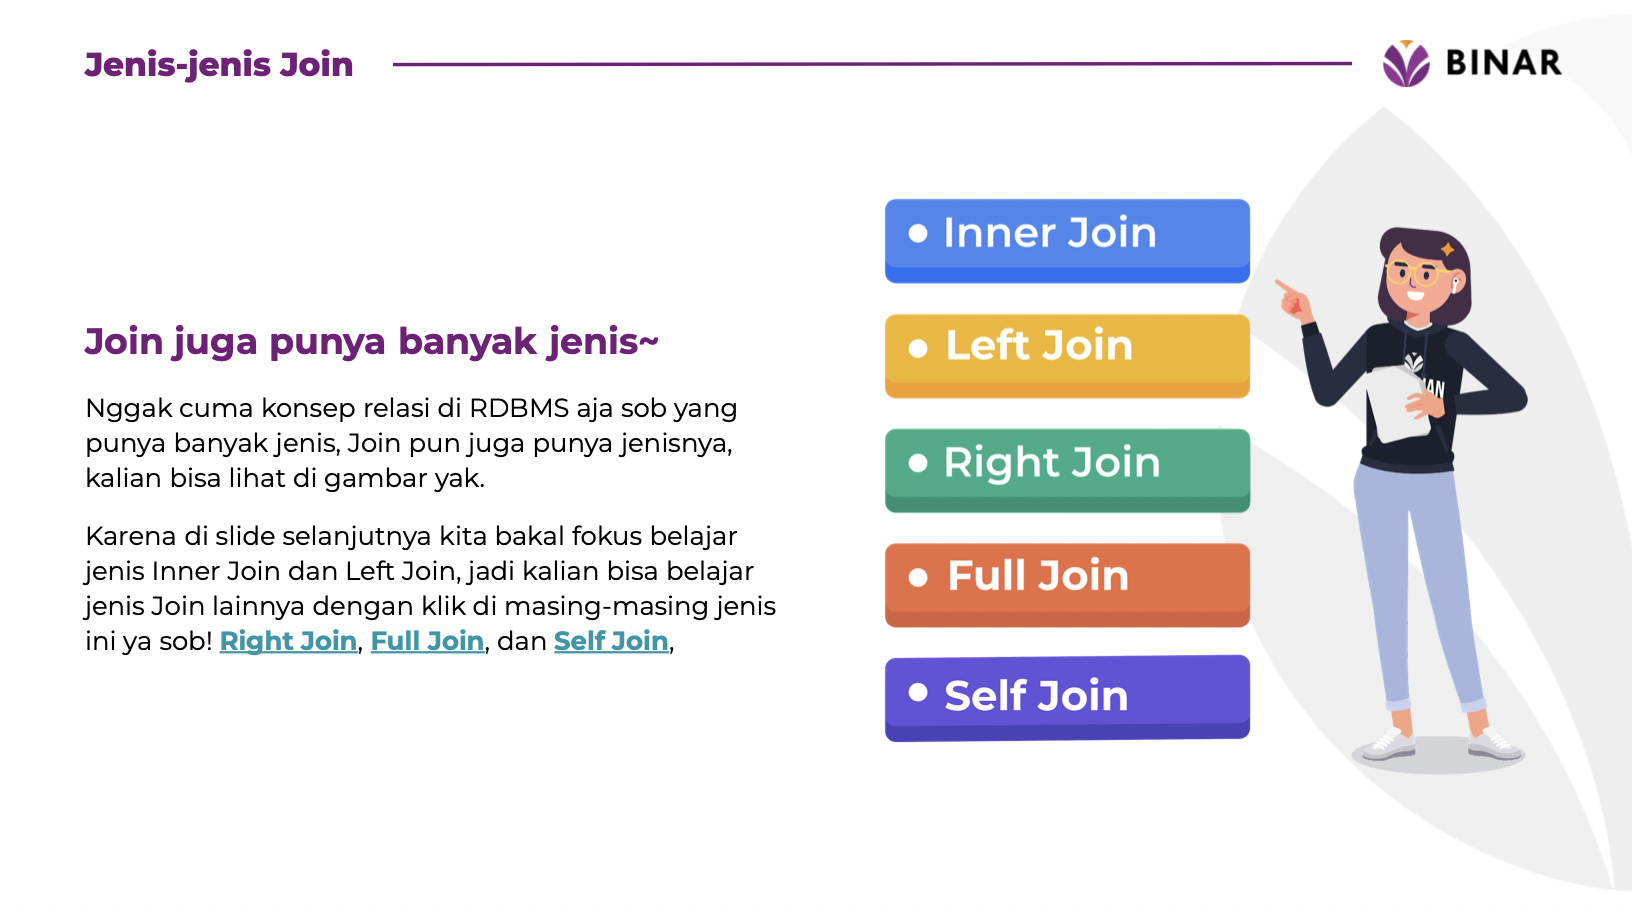 Jenis-jenis Join
BINAR
Join juga punya banyak jenis~
Nggak cuma konsep relasi di RDBMS aja sob yang
punya banyak jenis, Join pun juga punya jenisnya,
kalian bisa lihat di gambar yak.
Karena di slide selanjutnya kita bakal fokus belajar
jenis Inner Join dan Left Join, jadi kalian bisa belajar
jenis Join lainnya dengan klik di masing-masing jenis
ini ya sob! Right Join, Full Join, dan Self Join,
Inner Join
Left Join
Right Join
Full Join
Self Join